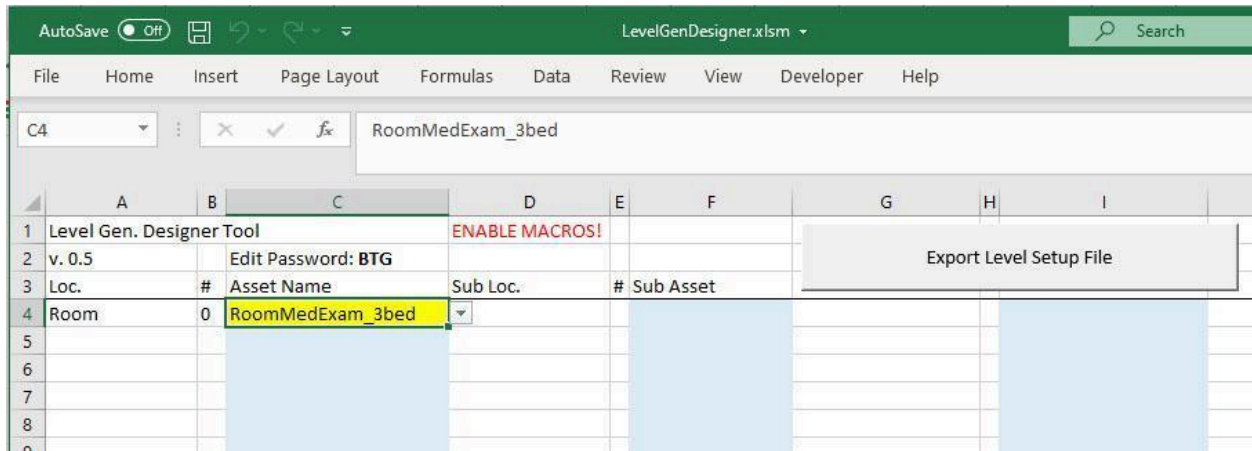 AutoSave Off LevelGenDesigner.xlsm Search
File Home Insert Page Layout Formulas Data Review View Developer Help
C4 fx RoomMedExam_3bed
A B C D E F G H I
1 Level Gen. Designer Tool ENABLE MACROS!
2 v. 0.5 Edit Password: BTG
Export Level Setup File
3 Loc. # Asset Name Sub Loc. # Sub Asset
4 Room 0 RoomMedExam_3bed
5
6
7
8
9